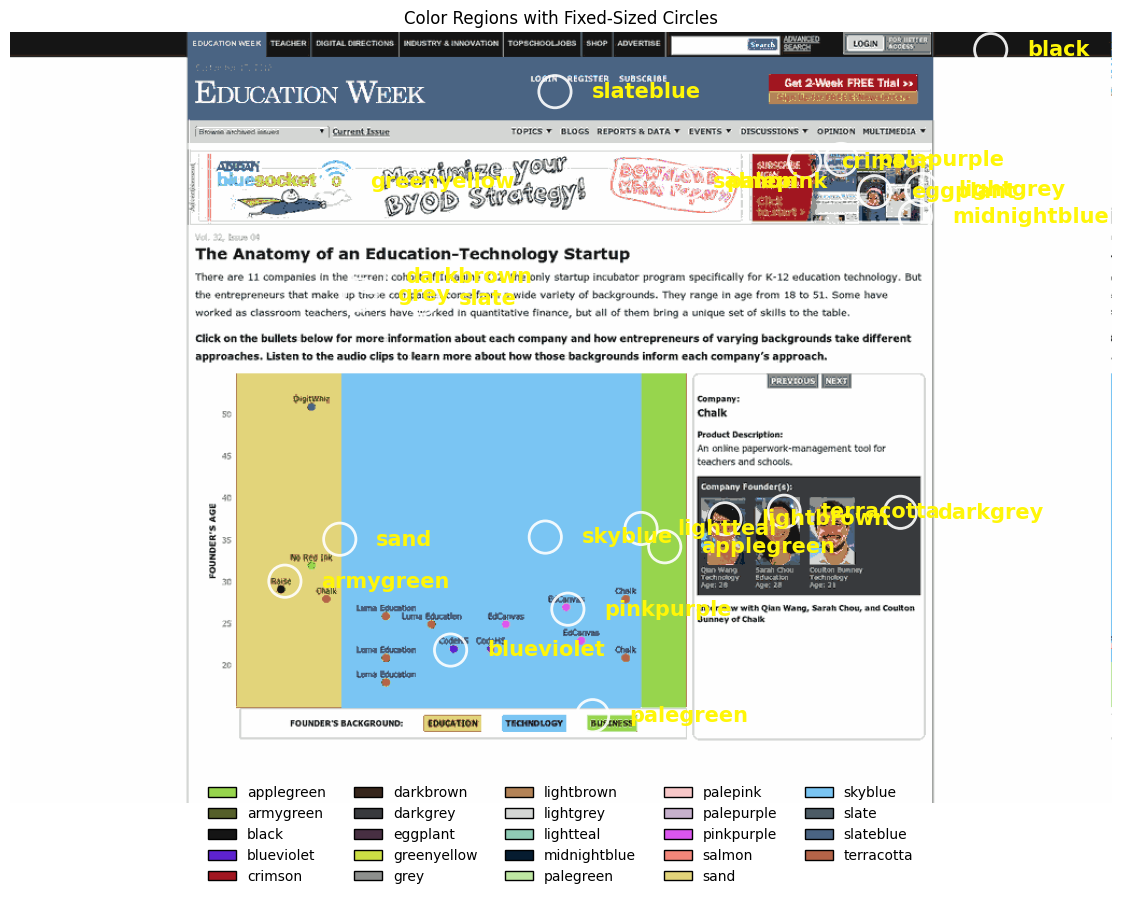 Color Regions with Fixed-Sized Circles
EDUCATION WEEK TEACHER DIGITAL DIRECTIONS INDUSTRY & INNOVATION TOPSCHOOLJOBS SHOP ADVERTISE Search ADVANCED SEARCH LOGIN FOR BETTER ACCESS
black
LOGIN REGISTER SUBSCRIBE
EDUCATION WEEK
slateblue
Get 2-Week FREE Trial >>
Browse archived issues Current Issue TOPICS BLOGS REPORTS & DATA EVENTS DISCUSSIONS OPINION MULTIMEDIA
Advertisement
bluesocket
Maximize your
BYOD Strategy!
SUBSCRIBE NOW
Click to start >
greenyellow
crimson
palepurple
palepink
eggplant
lightgrey
midnightblue
Vol. 32, Issue 04
The Anatomy of an Education-Technology Startup
There are 11 companies in the current only startup incubator program specifically for K-12 education technology. But
the entrepreneurs that make up the wide variety of backgrounds. They range in age from 18 to 51. Some have
worked as classroom teachers, others have worked in quantitative finance, but all of them bring a unique set of skills to the table.
darkbrown
grey
slate
Click on the bullets below for more information about each company and how entrepreneurs of varying backgrounds take different
approaches. Listen to the audio clips to learn more about how those backgrounds inform each company's approach.
FOUNDER'S AGE
50
45
40
35
30
25
20
DigitWhiz
No Red Ink
Raise
Chalk
Luma Education
Luma Education
EdCanvas
EdCanvas
Chalk
EdCanvas
CodeHS
CodeHS
Luma Education
Chalk
Luma Education
sand
skyblue
lightteal
applegreen
armygreen
pinkpurple
blueviolet
palegreen
FOUNDER'S BACKGROUND: EDUCATION TECHNOLOGY BUSINESS
PREVIOUS NEXT
Company:
Chalk
Product Description:
An online paperwork-management tool for
teachers and schools.
Company Founder(s):
terracotta
lightbrown
darkgrey
Qian Wang
Technology
Age: 28
Sarah Chou
Education
Age: 28
Coulton Bunney
Technology
Age: 21
Interview with Qian Wang, Sarah Chou, and Coulton
Bunney of Chalk
applegreen darkbrown lightbrown palepink skyblue
armygreen darkgrey lightgrey palepurple slate
black eggplant lightteal pinkpurple slateblue
blueviolet greenyellow midnightblue salmon terracotta
crimson grey palegreen sand